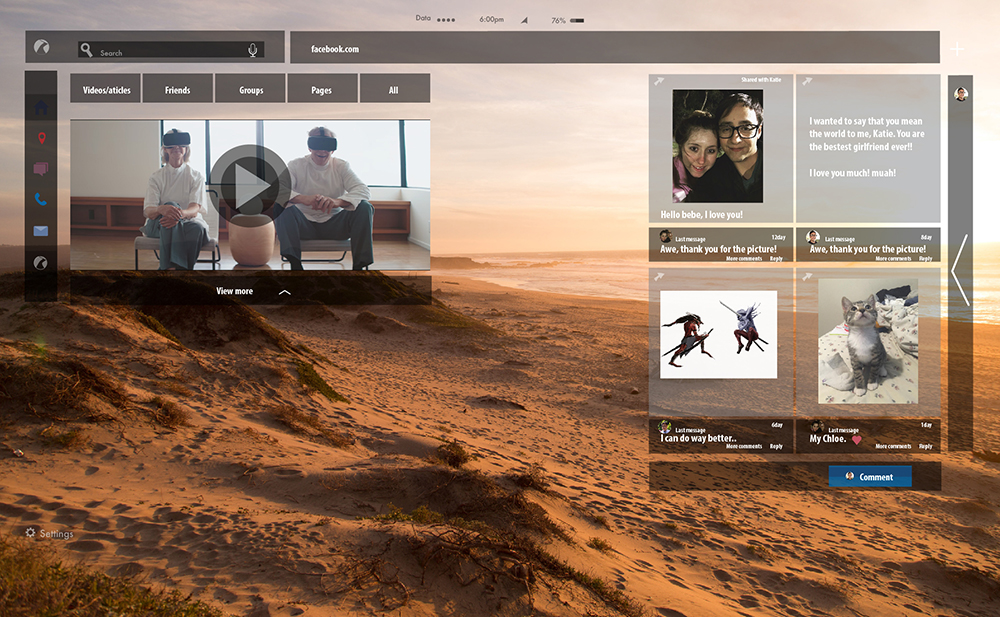 Data
6:00pm
76%
Search
facebook.com
Videos/aticles
Friends
Groups
Pages
All
View more
Shared with Katie
Hello bebe, I love you!
I wanted to say that you mean
the world to me, Katie. You are
the bestest girlfriend ever!!
I love you much! muah!
Last message
12day
Awe, thank you for the picture!
More comments
Reply
Last message
8day
Awe, thank you for the picture!
More comments
Reply
Last message
6day
I can do way better..
More comments
Reply
Last message
1day
My Chloe.
More comments
Reply
Comment
Settings